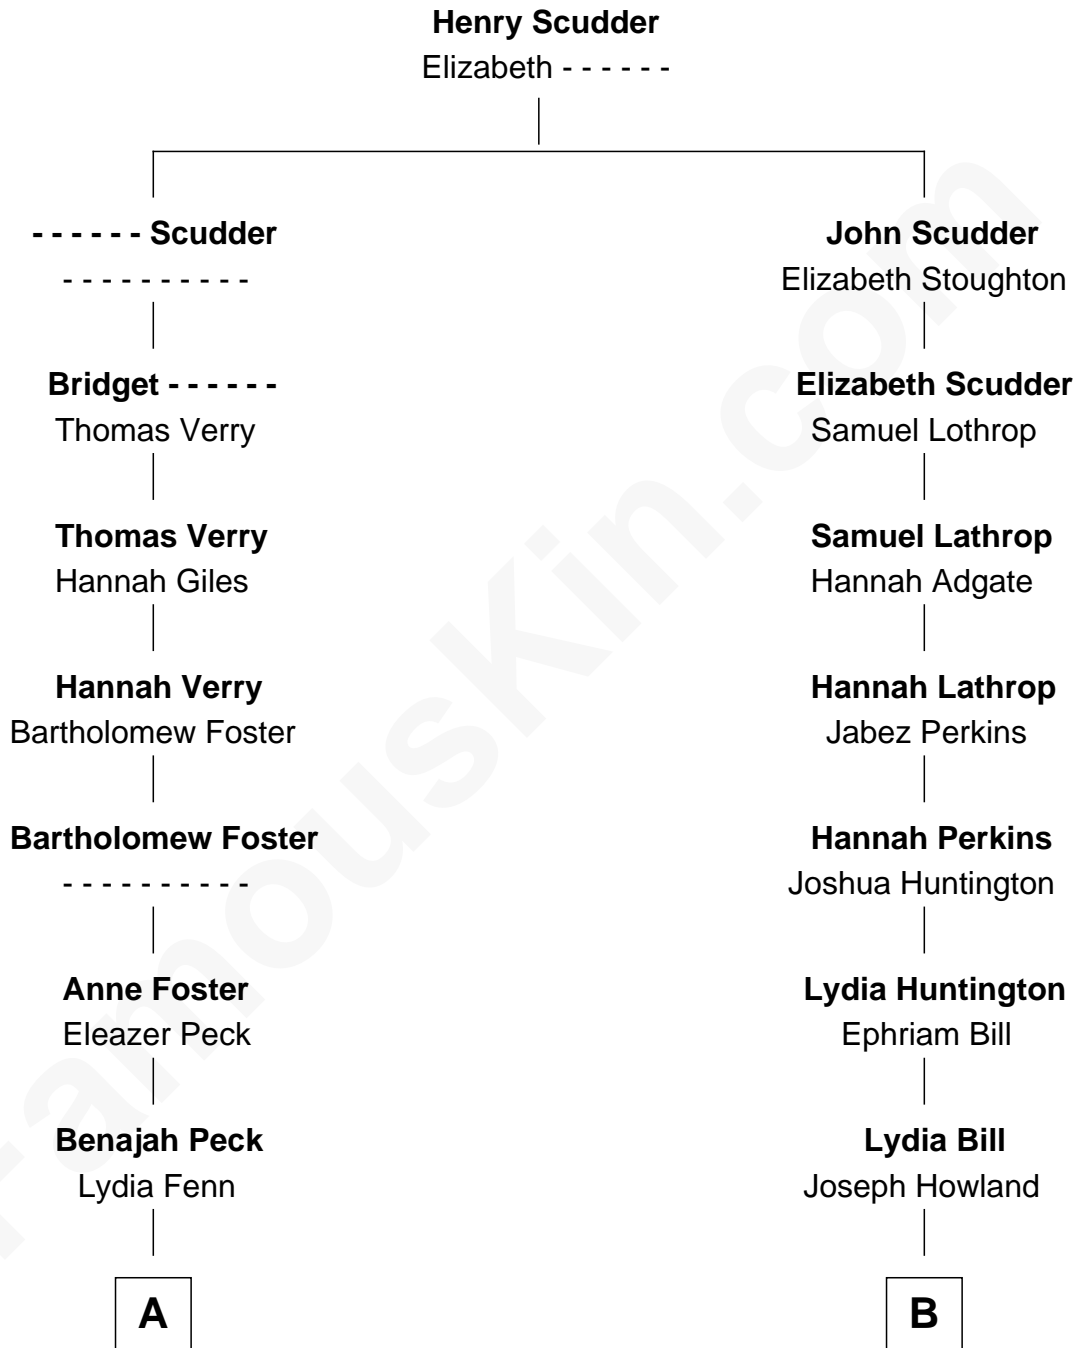 Henry Scudder
Elizabeth - - - - - -
- - - - - - Scudder
- - - - - - - - - -
John Scudder
Elizabeth Stoughton
Bridget - - - - - -
Thomas Verry
Elizabeth Scudder
Samuel Lothrop
Thomas Verry
Hannah Giles
Samuel Lathrop
Hannah Adgate
Hannah Verry
Bartholomew Foster
Hannah Lathrop
Jabez Perkins
Bartholomew Foster
- - - - - - - - - -
Hannah Perkins
Joshua Huntington
Anne Foster
Eleazer Peck
Lydia Huntington
Ephriam Bill
Benajah Peck
Lydia Fenn
Lydia Bill
Joseph Howland
A
B
FamousKin.com